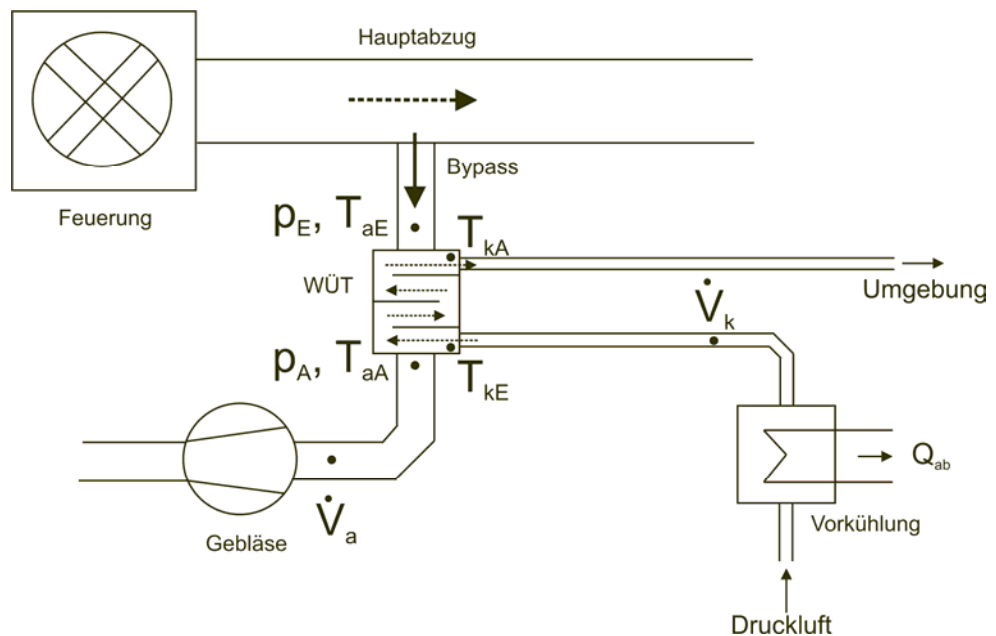 Hauptabzug
Feuerung
Bypass
p_E, T_aE
T_kA
WÜT
Umgebung
V̇_k
p_A, T_aA
T_kE
Q_ab
V̇_a
Gebläse
Vorkühlung
Druckluft